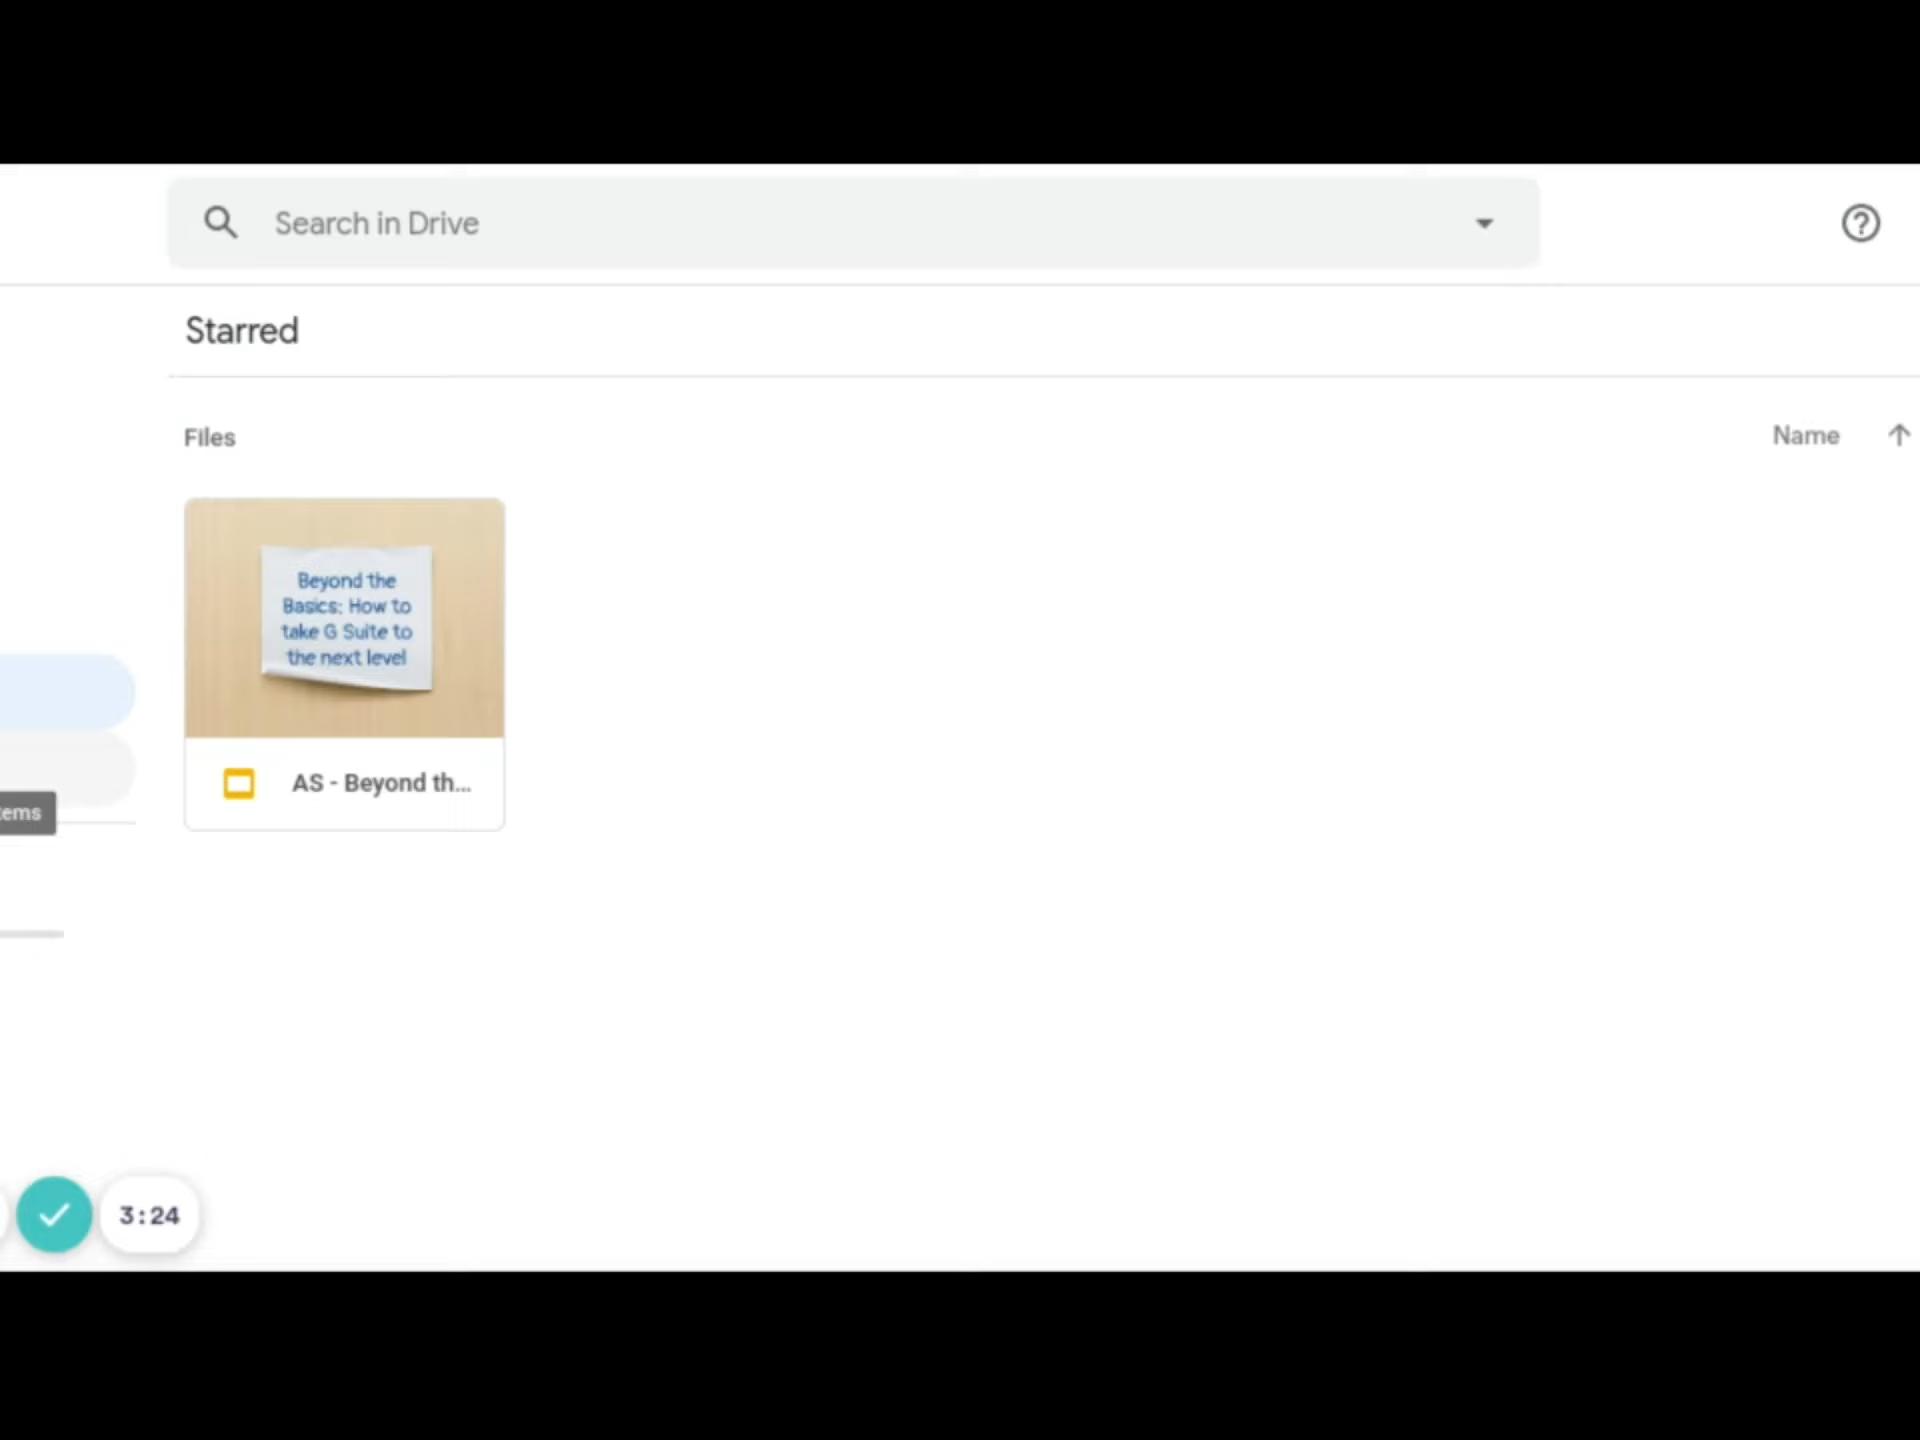 Search in Drive
Starred
Files
Name
Beyond the
Basics: How to
take G Suite to
the next level
AS - Beyond th...
3:24